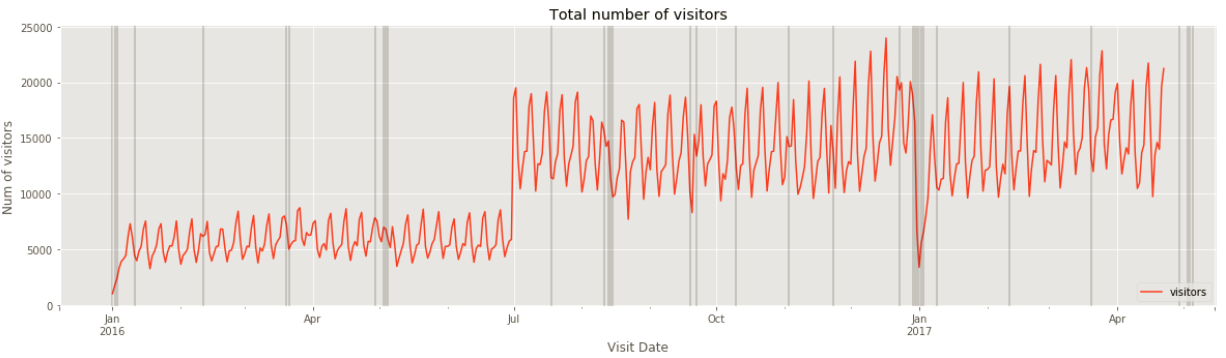 Total number of visitors
25000
20000
15000
10000
5000
0
Num of visitors
Jan
2016
Apr
Jul
Oct
Jan
2017
Apr
Visit Date
visitors